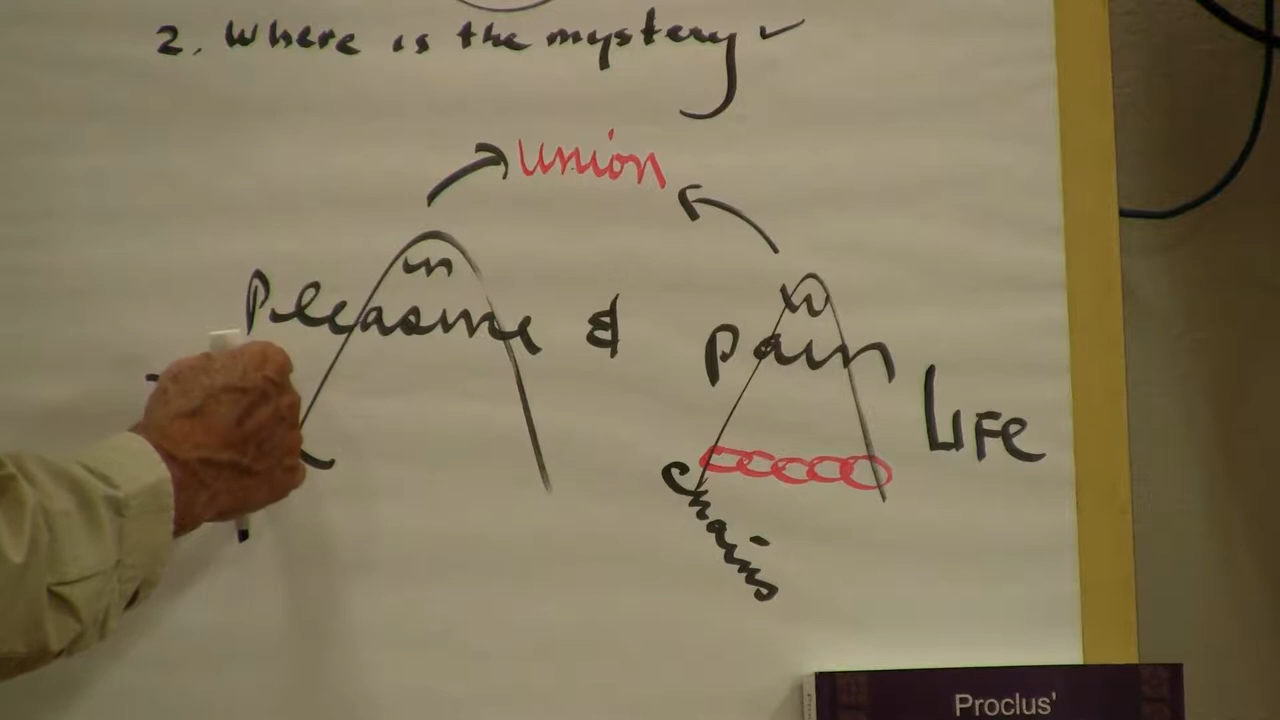 2. Where is the mystery
union
m
Pleasure & Pain
LIFe
chains
Proclus'